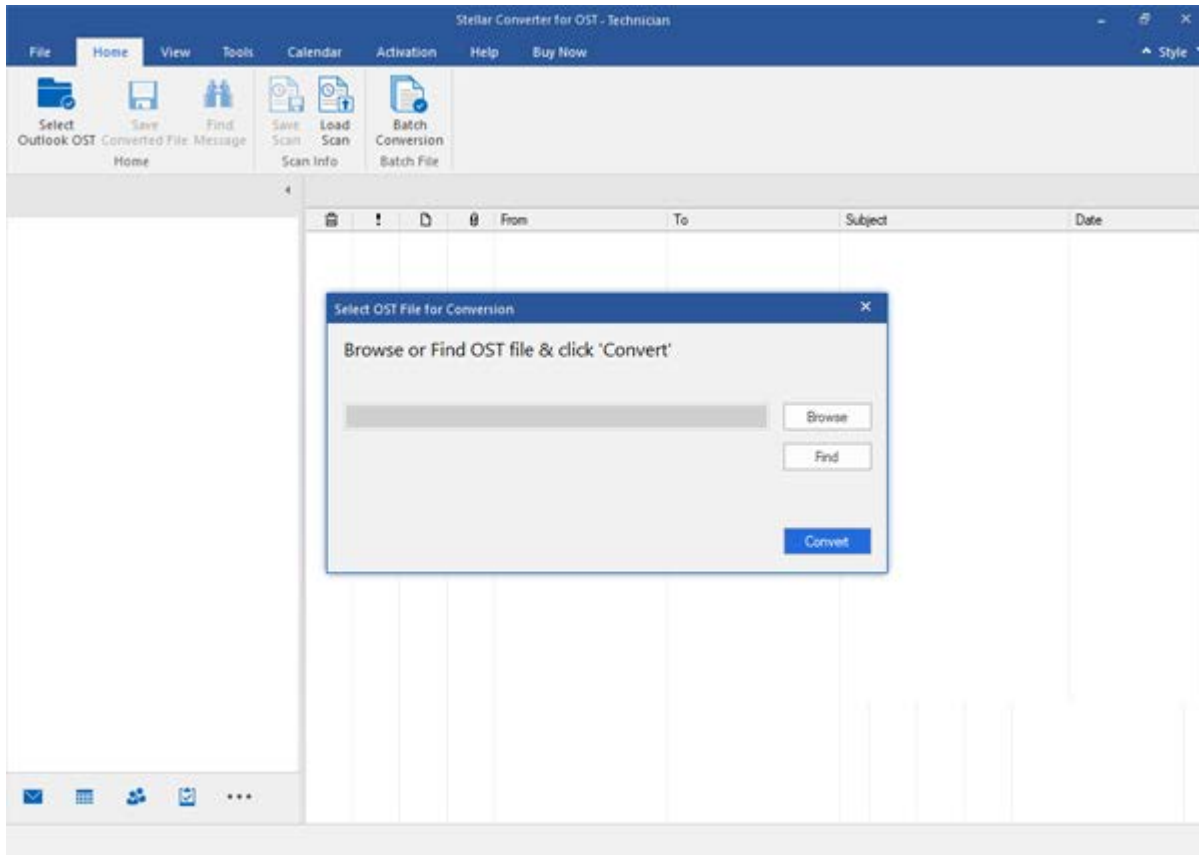 Stellar Converter for OST - Technician
File Home View Tools Calendar Activation Help Buy Now Style
Select Outlook OST
Save Converted File
Find Message
Save Scan
Load Scan
Batch Conversion
Home Scan Info Batch File
From To Subject Date
Select OST File for Conversion
Browse or Find OST file & click 'Convert'
Browse
Find
Convert